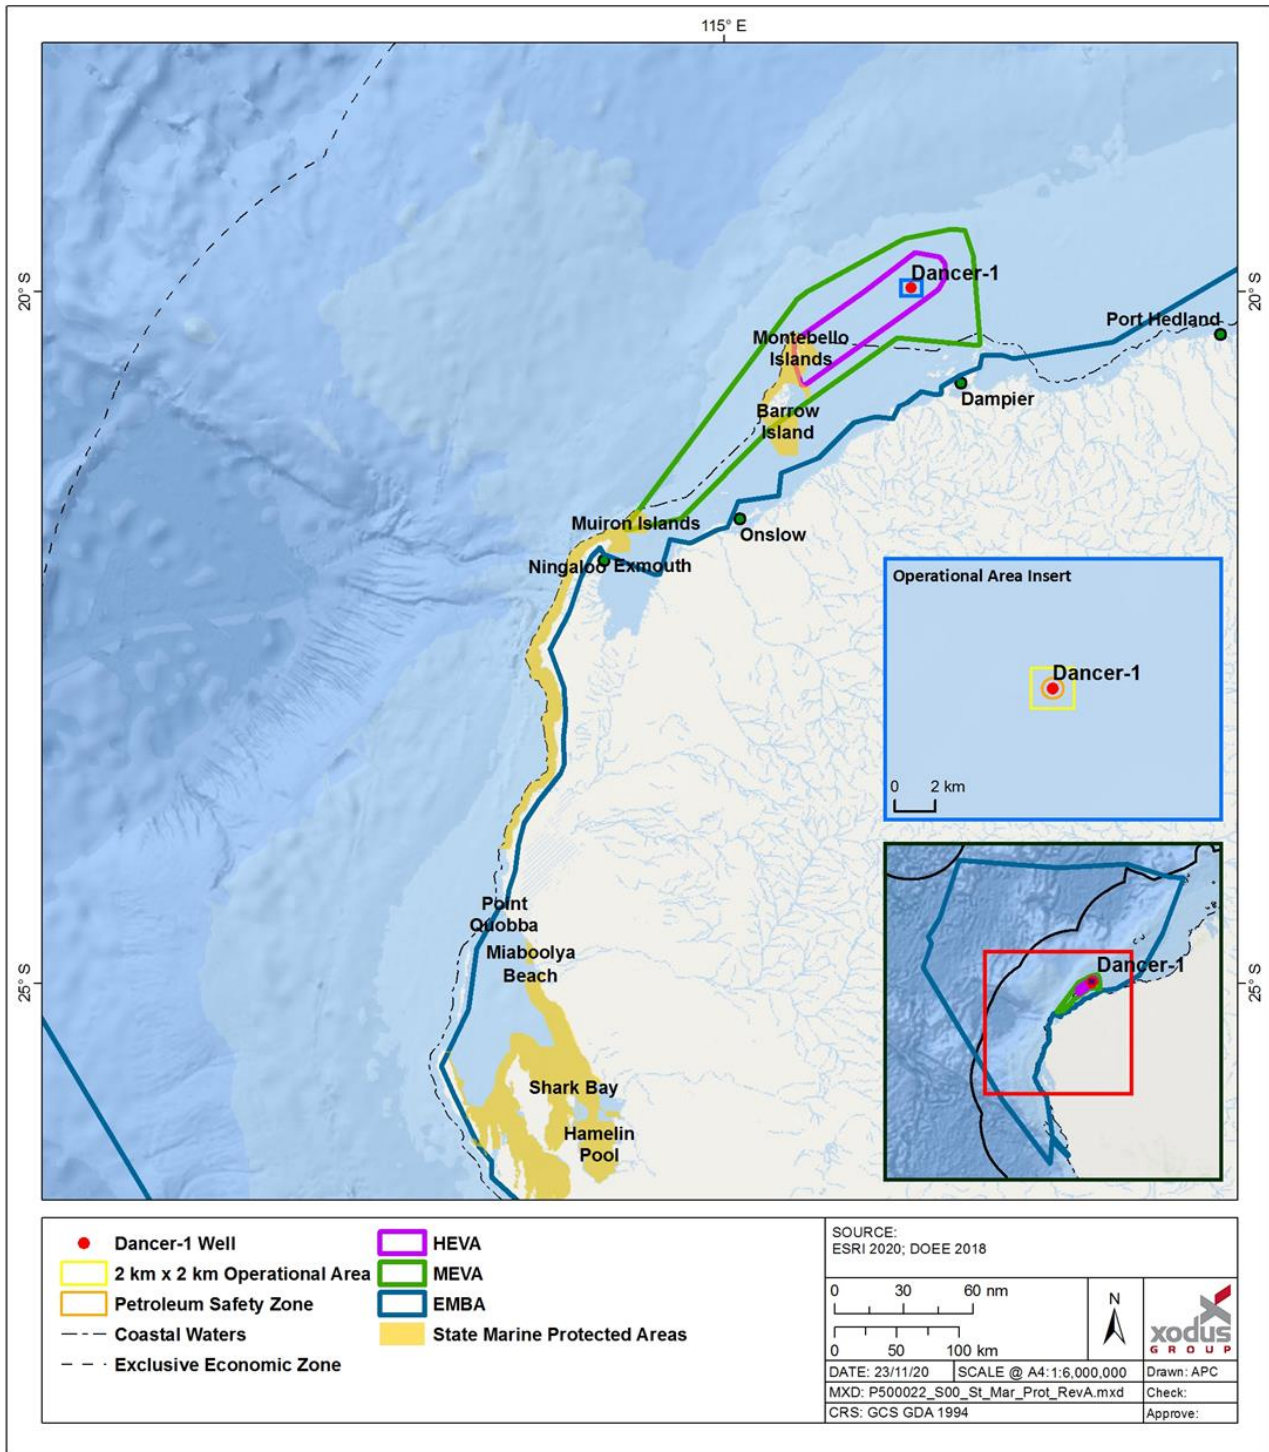 115° E
20° S
20° S
Dancer-1
Port Hedland
Montebello
Islands
Dampier
Barrow
Island
Muiron Islands
Onslow
Ningaloo
Exmouth
Operational Area Insert
Dancer-1
0 2 km
Point
Quobba
Miaboolya
Beach
25° S
25° S
Dancer-1
Shark Bay
Hamelin
Pool
Dancer-1 Well
2 km x 2 km Operational Area
Petroleum Safety Zone
Coastal Waters
Exclusive Economic Zone
HEVA
MEVA
EMBA
State Marine Protected Areas
SOURCE:
ESRI 2020; DOEE 2018
0 30 60 nm
0 50 100 km
N
xodus
GROUP
DATE: 23/11/20
SCALE @ A4:1:6,000,000
Drawn: APC
MXD: P500022_S00_St_Mar_Prot_RevA.mxd
Check:
CRS: GCS GDA 1994
Approve: